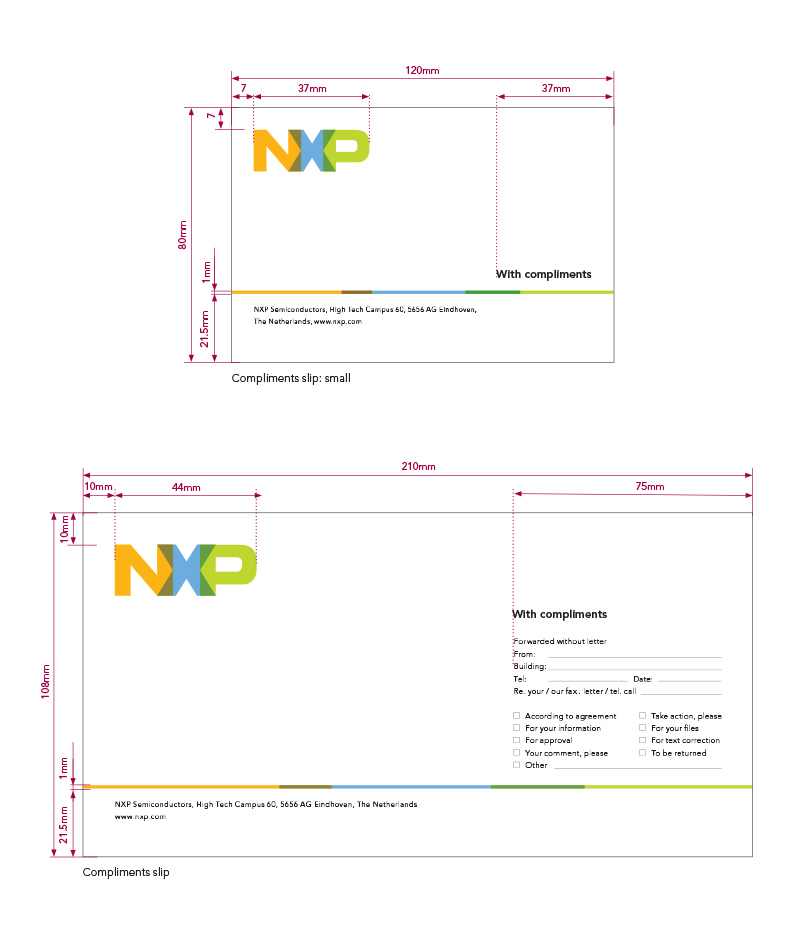 120mm
7 37mm 37mm
7
NXP
80mm
1mm
With compliments
21.5mm
NXP Semiconductors, High Tech Campus 60, 5656 AG Eindhoven,
The Netherlands, www.nxp.com
Compliments slip: small
210mm
10mm 44mm 75mm
10mm
NXP
108mm
With compliments
Forwarded without letter
From:
Building:
Tel: Date:
Re. your / our fax. letter / tel. call
According to agreement Take action, please
For your information For your files
For approval For text correction
Your comment, please To be returned
Other
1mm
21.5mm
NXP Semiconductors, High Tech Campus 60, 5656 AG Eindhoven, The Netherlands
www.nxp.com
Compliments slip